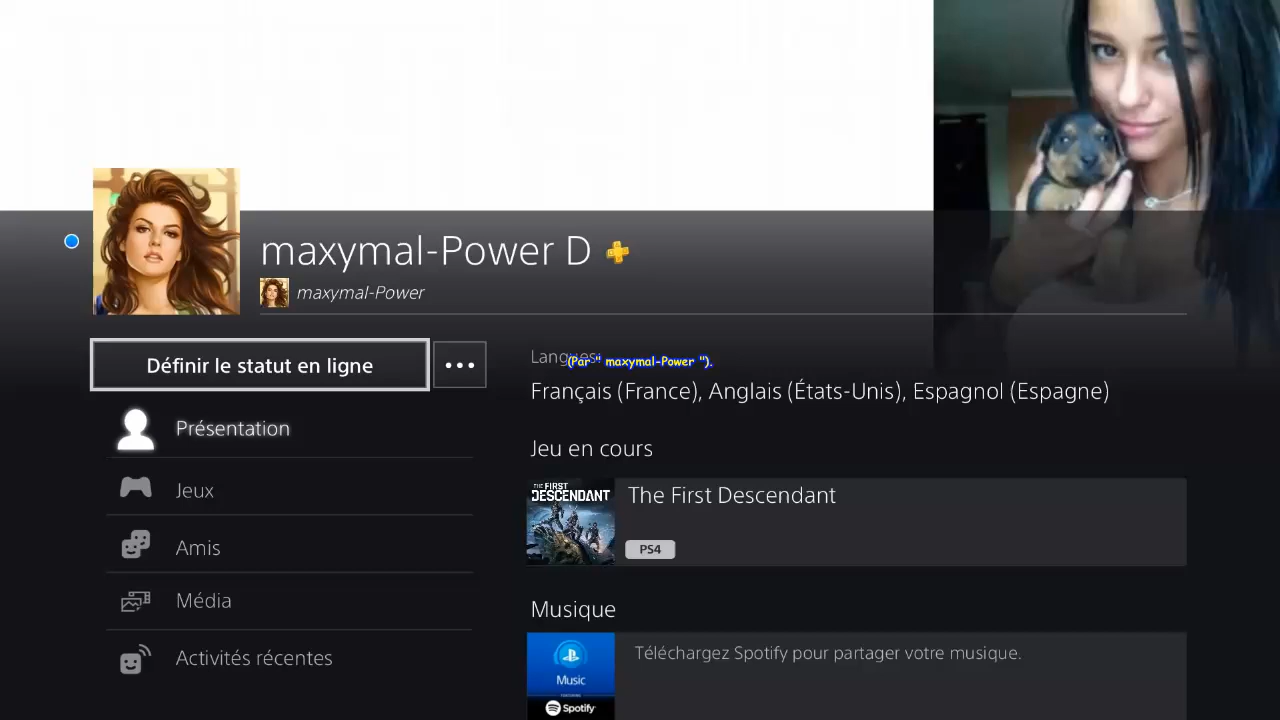 maxymal-Power D
maxymal-Power
Définir le statut en ligne
Langues
(Par " maxymal-Power ").
Français (France), Anglais (États-Unis), Espagnol (Espagne)
Présentation
Jeu en cours
Jeux
THE FIRST
DESCENDANT
The First Descendant
PS4
Amis
Média
Musique
Activités récentes
Music
Spotify
Téléchargez Spotify pour partager votre musique.